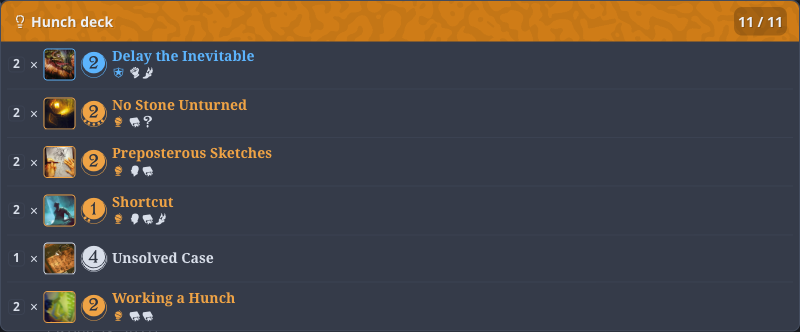 Hunch deck 11 / 11
2 × 2 Delay the Inevitable
2 × 2 No Stone Unturned
?
2 × 2 Preposterous Sketches
2 × 1 Shortcut
1 × 4 Unsolved Case
2 × 2 Working a Hunch